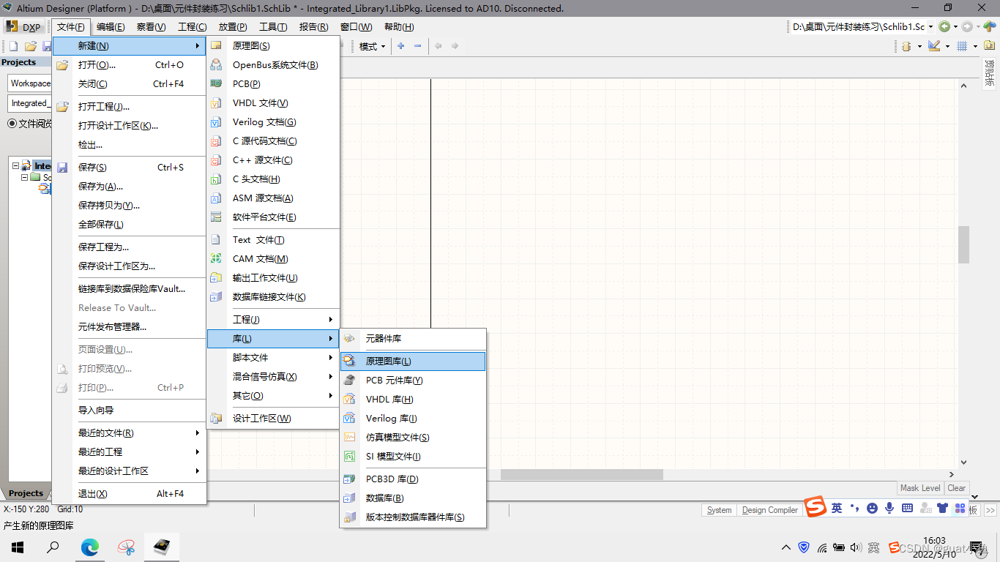 Altium Designer (Platform ) - D:\桌面\元件封装练习\Schlib1.SchLib * - Integrated_Library1.LibPkg. Licensed to AD10. Disconnected.
DXP 文件(F) 编辑(E) 察看(V) 工程(C) 放置(P) 工具(T) 报告(R) 窗口(W) 帮助(H) D:\桌面\元件封装练习\Schlib1.Sc
模式
Projects
Workspace
Integrated_
文件阅览
Inte
Sc
剪贴板
新建(N)
打开(O)... Ctrl+O
关闭(C) Ctrl+F4
打开工程(J)...
打开设计工作区(K)...
检出...
保存(S) Ctrl+S
保存为(A)...
保存拷贝为(Y)...
全部保存(L)
保存工程为...
保存设计工作区为...
链接库到数据保险库Vault...
Release To Vault...
元件发布管理器...
页面设置(U)...
打印预览(V)...
打印(P)... Ctrl+P
导入向导
最近的文件(R)
最近的工程
最近的设计工作区
退出(X) Alt+F4
原理图(S)
OpenBus系统文件(B)
PCB(P)
VHDL 文件(V)
Verilog 文档(G)
C 源代码文档(C)
C++ 源文件(C)
C 头文档(H)
ASM 源文档(A)
软件平台文件(E)
Text 文件(T)
CAM 文档(M)
输出工作文件(U)
数据库链接文件(K)
工程(J)
库(L)
脚本文件
混合信号仿真(X)
其它(O)
设计工作区(W)
元器件库
原理图库(L)
PCB 元件库(Y)
VHDL 库(H)
Verilog 库(I)
仿真模型文件(S)
SI 模型文件(I)
PCB3D 库(D)
数据库(B)
版本控制数据库器件库(S)
Mask Level Clear
Projects
X:-150 Y:280 Grid:10
System Design Compiler
英
板 >>
产生新的原理图库
英
16:03
2022/5/10
7